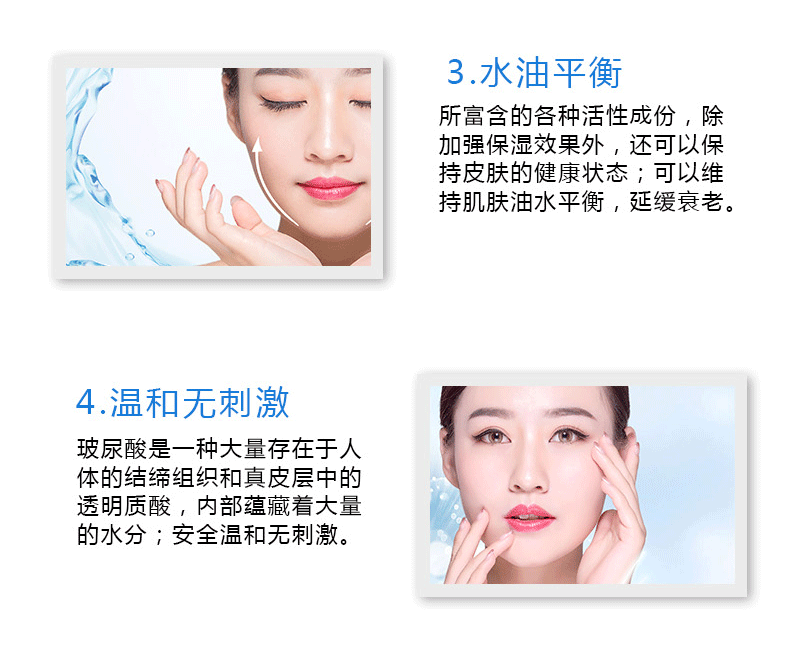 3.水油平衡
所富含的各种活性成份，除
加强保湿效果外，还可以保
持皮肤的健康状态；可以维
持肌肤油水平衡，延缓衰老。
4.温和无刺激
玻尿酸是一种大量存在于人
体的结缔组织和真皮层中的
透明质酸，内部蕴藏着大量
的水分；安全温和无刺激。